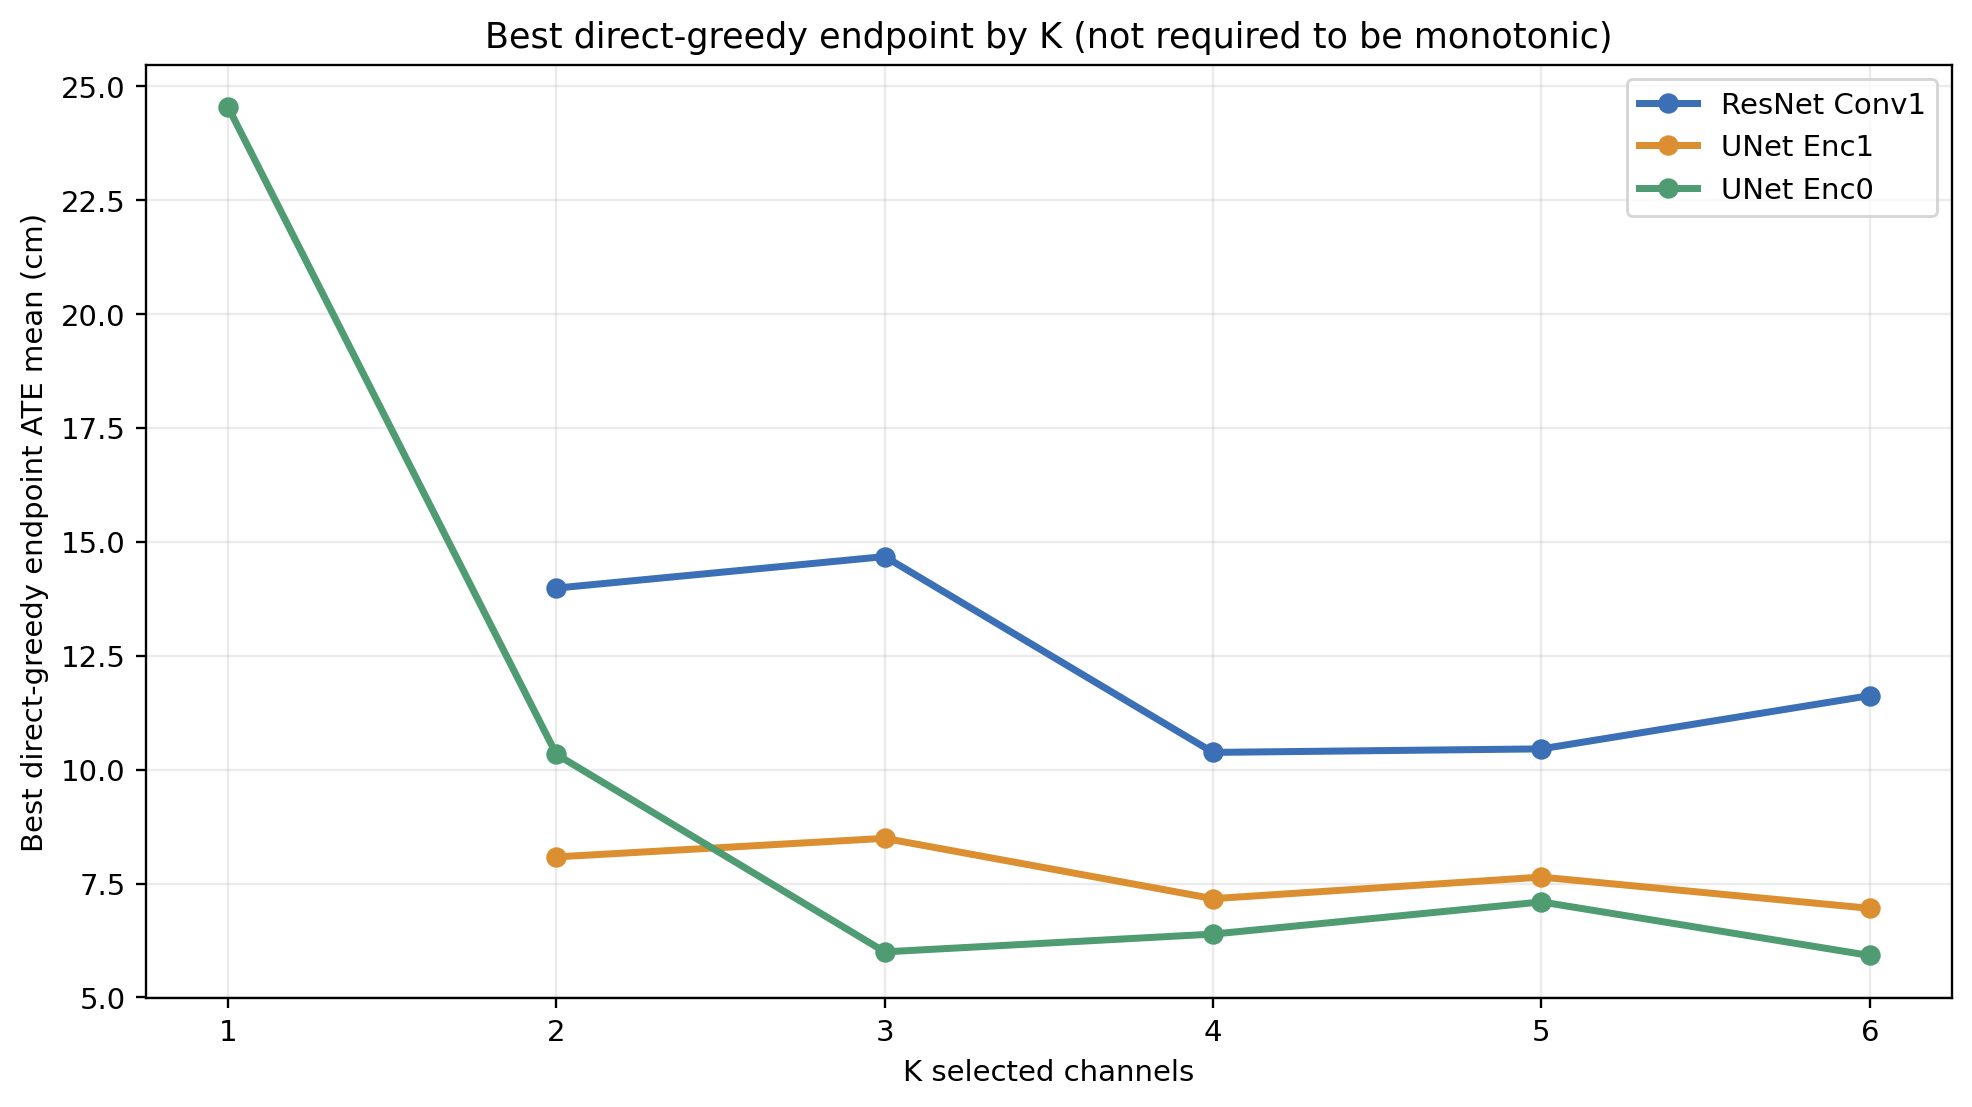 Best direct-greedy endpoint by K (not required to be monotonic)
Best direct-greedy endpoint ATE mean (cm)
25.0
22.5
20.0
17.5
15.0
12.5
10.0
7.5
5.0
ResNet Conv1
UNet Enc1
UNet Enc0
1 2 3 4 5 6
K selected channels